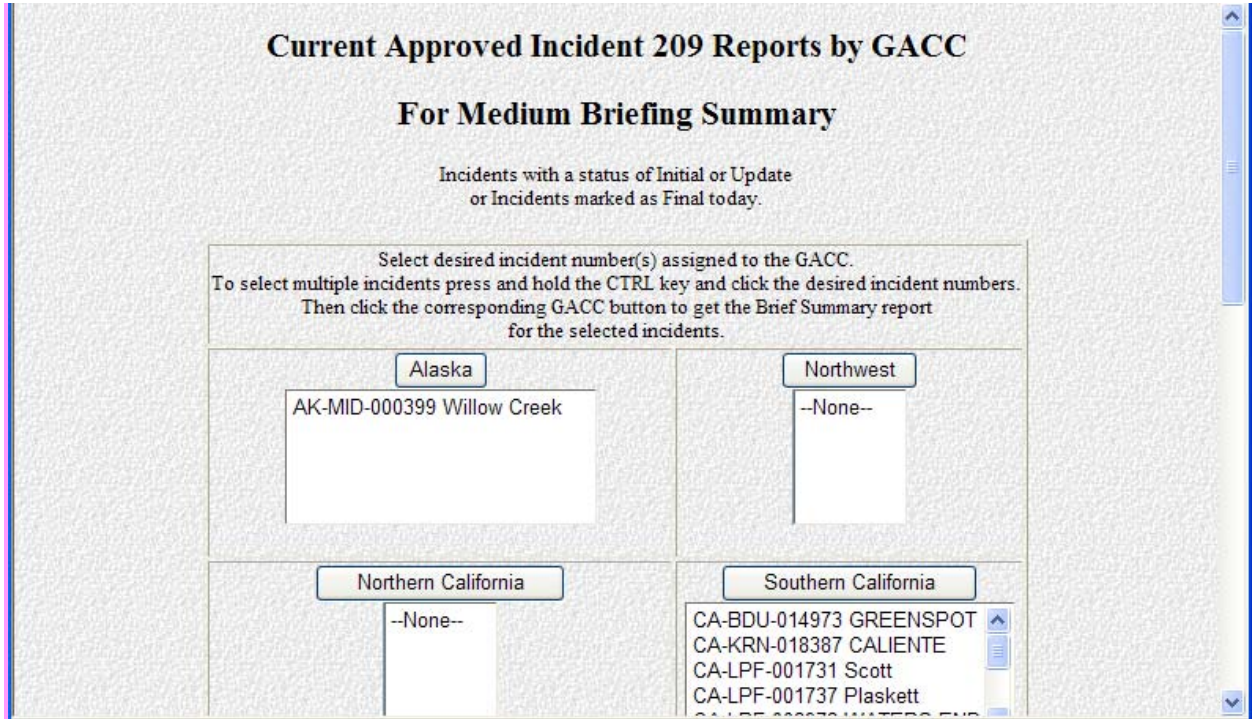 Current Approved Incident 209 Reports by GACC
For Medium Briefing Summary
Incidents with a status of Initial or Update
or Incidents marked as Final today.
Select desired incident number(s) assigned to the GACC.
To select multiple incidents press and hold the CTRL key and click the desired incident numbers.
Then click the corresponding GACC button to get the Brief Summary report
for the selected incidents.
Alaska
AK-MID-000399 Willow Creek
Northwest
--None--
Northern California
--None--
Southern California
CA-BDU-014973 GREENSPOT
CA-KRN-018387 CALIENTE
CA-LPF-001731 Scott
CA-LPF-001737 Plaskett